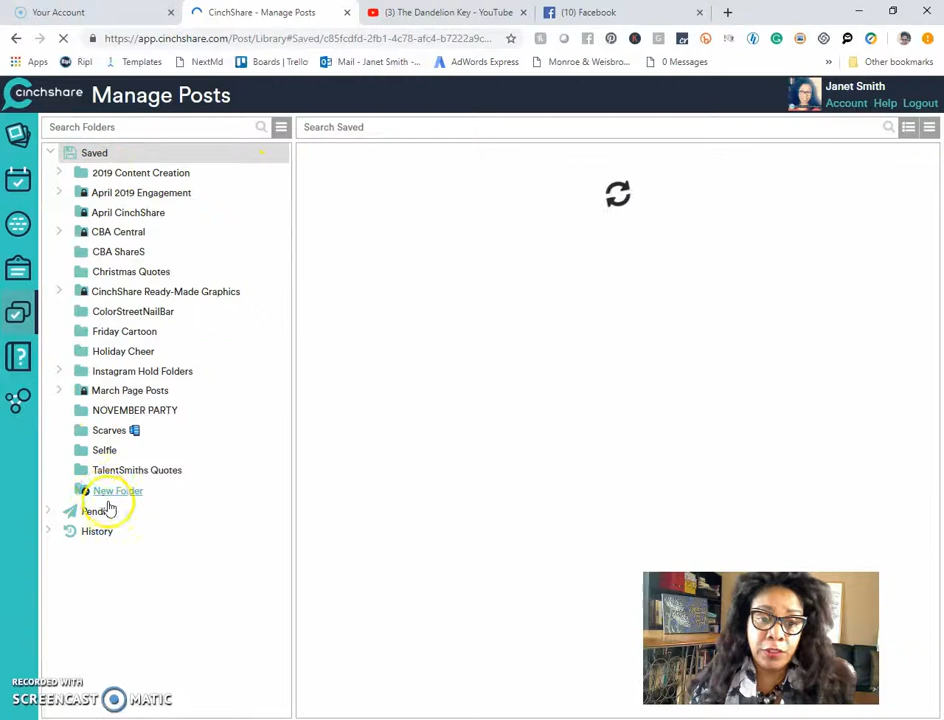 Your Account
CinchShare - Manage Posts
(3) The Dandelion Key - YouTube
(10) Facebook
https://app.cinchshare.com/Post/Library#Saved/c85fcdfd-2fb1-4c78-afc4-b7222a9c...
Apps
Ripl
Templates
NextMd
Boards | Trello
Mail - Janet Smith -...
AdWords Express
Monroe & Weisbro...
0 Messages
Other bookmarks
cinchshare
Manage Posts
Janet Smith
Account Help Logout
Search Folders
Search Saved
Saved
2019 Content Creation
April 2019 Engagement
April CinchShare
CBA Central
CBA ShareS
Christmas Quotes
CinchShare Ready-Made Graphics
ColorStreetNailBar
Friday Cartoon
Holiday Cheer
Instagram Hold Folders
March Page Posts
NOVEMBER PARTY
Scarves
Selfie
TalentSmiths Quotes
New Folder
Pending
History
RECORDED WITH
SCREENCAST MATIC